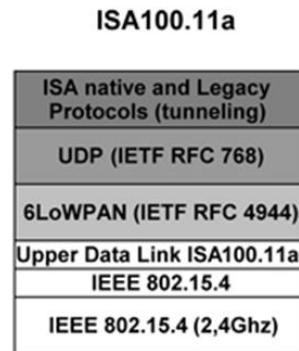 ISA100.11a
ISA native and Legacy
Protocols (tunneling)
UDP (IETF RFC 768)
6LoWPAN (IETF RFC 4944)
Upper Data Link ISA100.11a
IEEE 802.15.4
IEEE 802.15.4 (2,4Ghz)